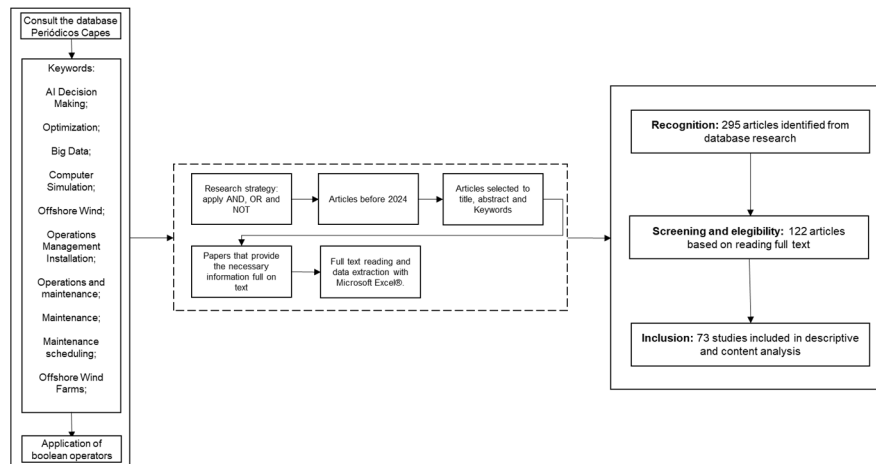 Consult the database
Periódicos Capes
Keywords:
AI Decision
Making;
Optimization;
Big Data;
Computer
Simulation;
Offshore Wind;
Operations
Management
Installation;
Operations and
maintenance;
Maintenance;
Maintenance
scheduling;
Offshore Wind
Farms;
Application of
boolean operators
Research strategy:
apply AND, OR and
NOT
Articles before 2024
Articles selected to
title, abstract and
Keywords
Papers that provide
the necessary
information full on
text
Full text reading and
data extraction with
Microsoft Excel®.
Recognition: 295 articles identified from
database research
Screening and elegibility: 122 articles
based on reading full text
Inclusion: 73 studies included in descriptive
and content analysis